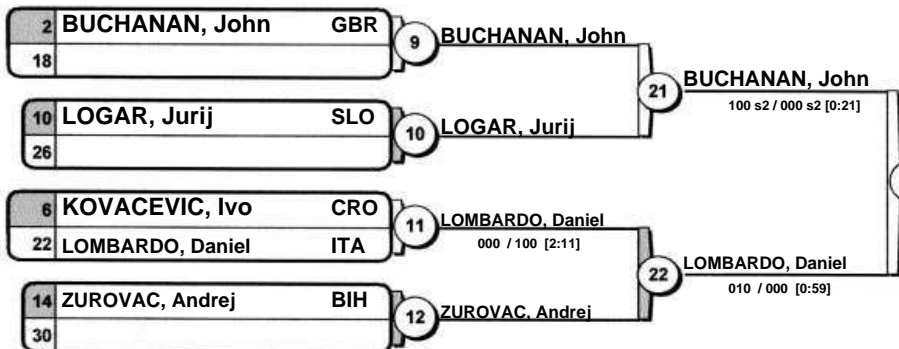 2 BUCHANAN, John GBR
18
9
BUCHANAN, John
10 LOGAR, Jurij SLO
26
10
LOGAR, Jurij
21
BUCHANAN, John
100 s2 / 000 s2 [0:21]
6 KOVACEVIC, Ivo CRO
22 LOMBARDO, Daniel ITA
11
LOMBARDO, Daniel
000 / 100 [2:11]
14 ZUROVAC, Andrej BIH
30
12
ZUROVAC, Andrej
22
LOMBARDO, Daniel
010 / 000 [0:59]